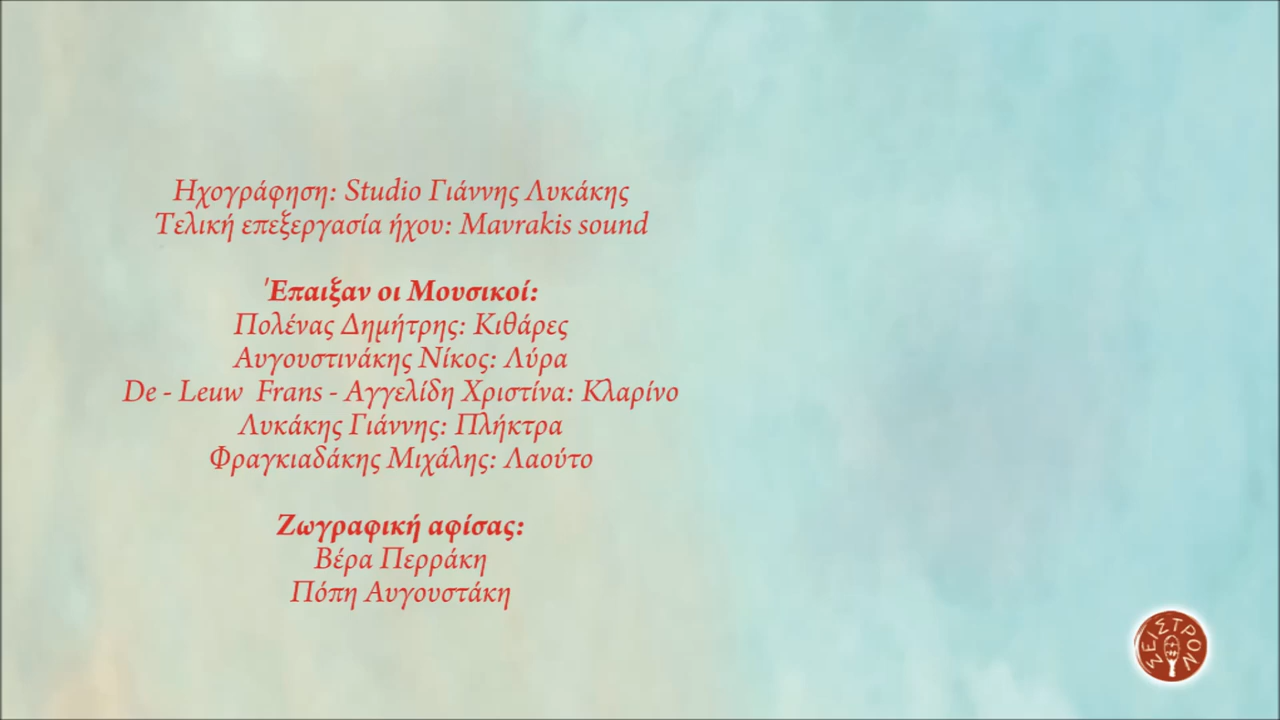 Ηχογράφηση: Studio Γιάννης Λυκάκης
Τελική επεξεργασία ήχου: Mavrakis sound
Έπαιξαν οι Μουσικοί:
Πολένας Δημήτρης: Κιθάρες
Αυγουστινάκης Νίκος: Λύρα
De - Leuw Frans - Αγγελίδη Χριστίνα: Κλαρίνο
Λυκάκης Γιάννης: Πλήκτρα
Φραγκιαδάκης Μιχάλης: Λαούτο
Ζωγραφική αφίσας:
Βέρα Περράκη
Πόπη Αυγουστάκη
ΣΕΙΣΤΡΟΝ